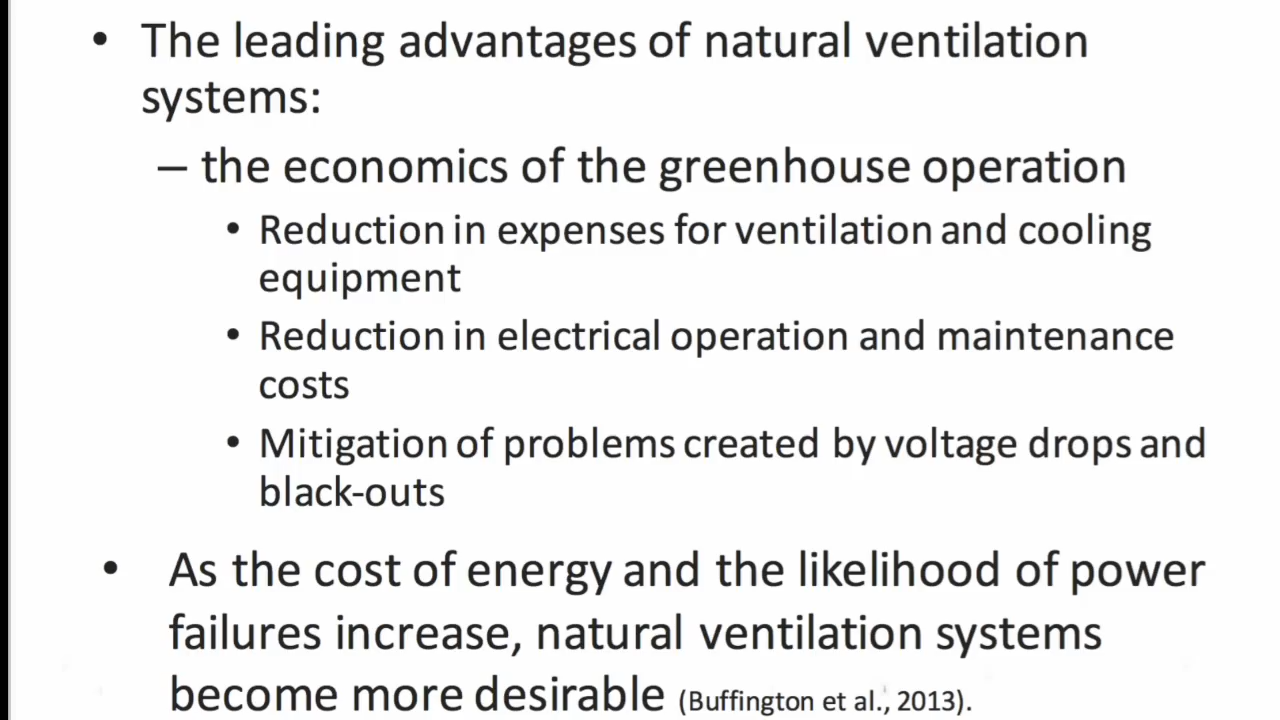 • The leading advantages of natural ventilation
systems:
– the economics of the greenhouse operation
• Reduction in expenses for ventilation and cooling
equipment
• Reduction in electrical operation and maintenance
costs
• Mitigation of problems created by voltage drops and
black-outs
• As the cost of energy and the likelihood of power
failures increase, natural ventilation systems
become more desirable (Buffington et al., 2013).